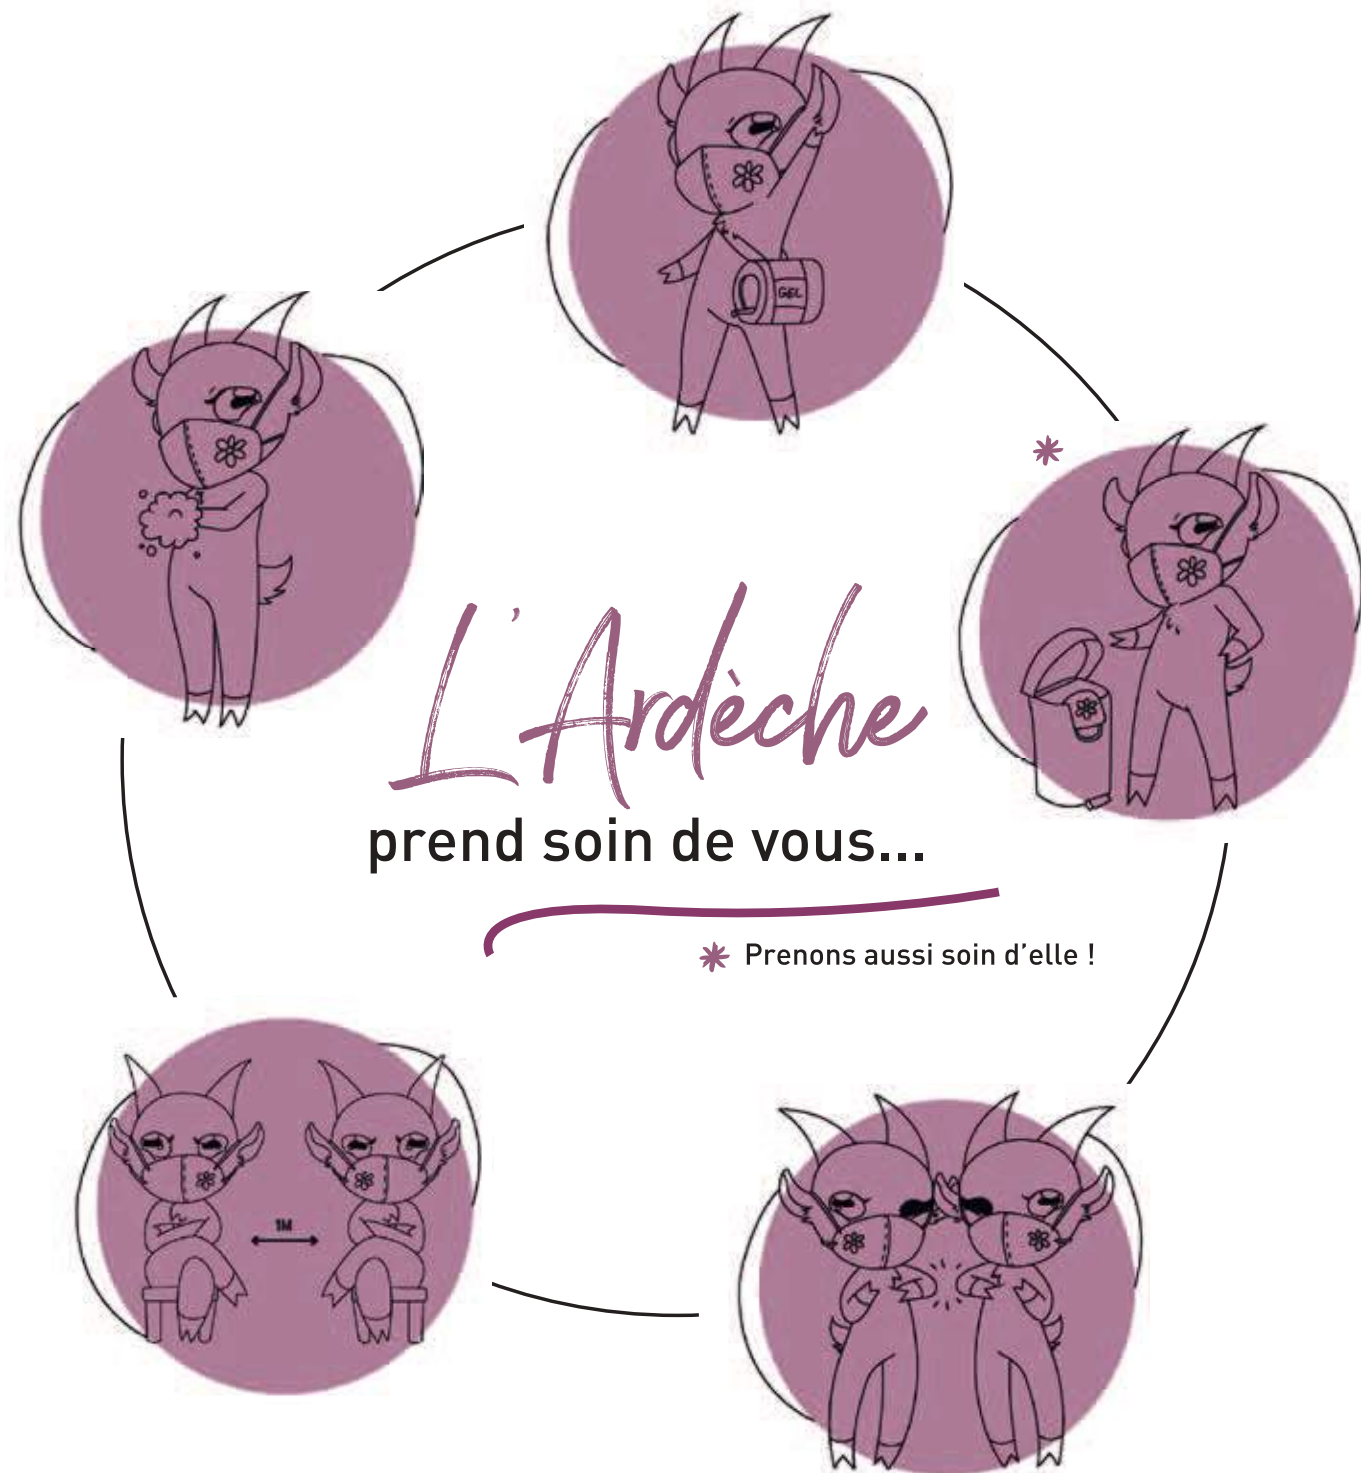 GEL
L'Ardèche
prend soin de vous...
Prenons aussi soin d'elle !
1M